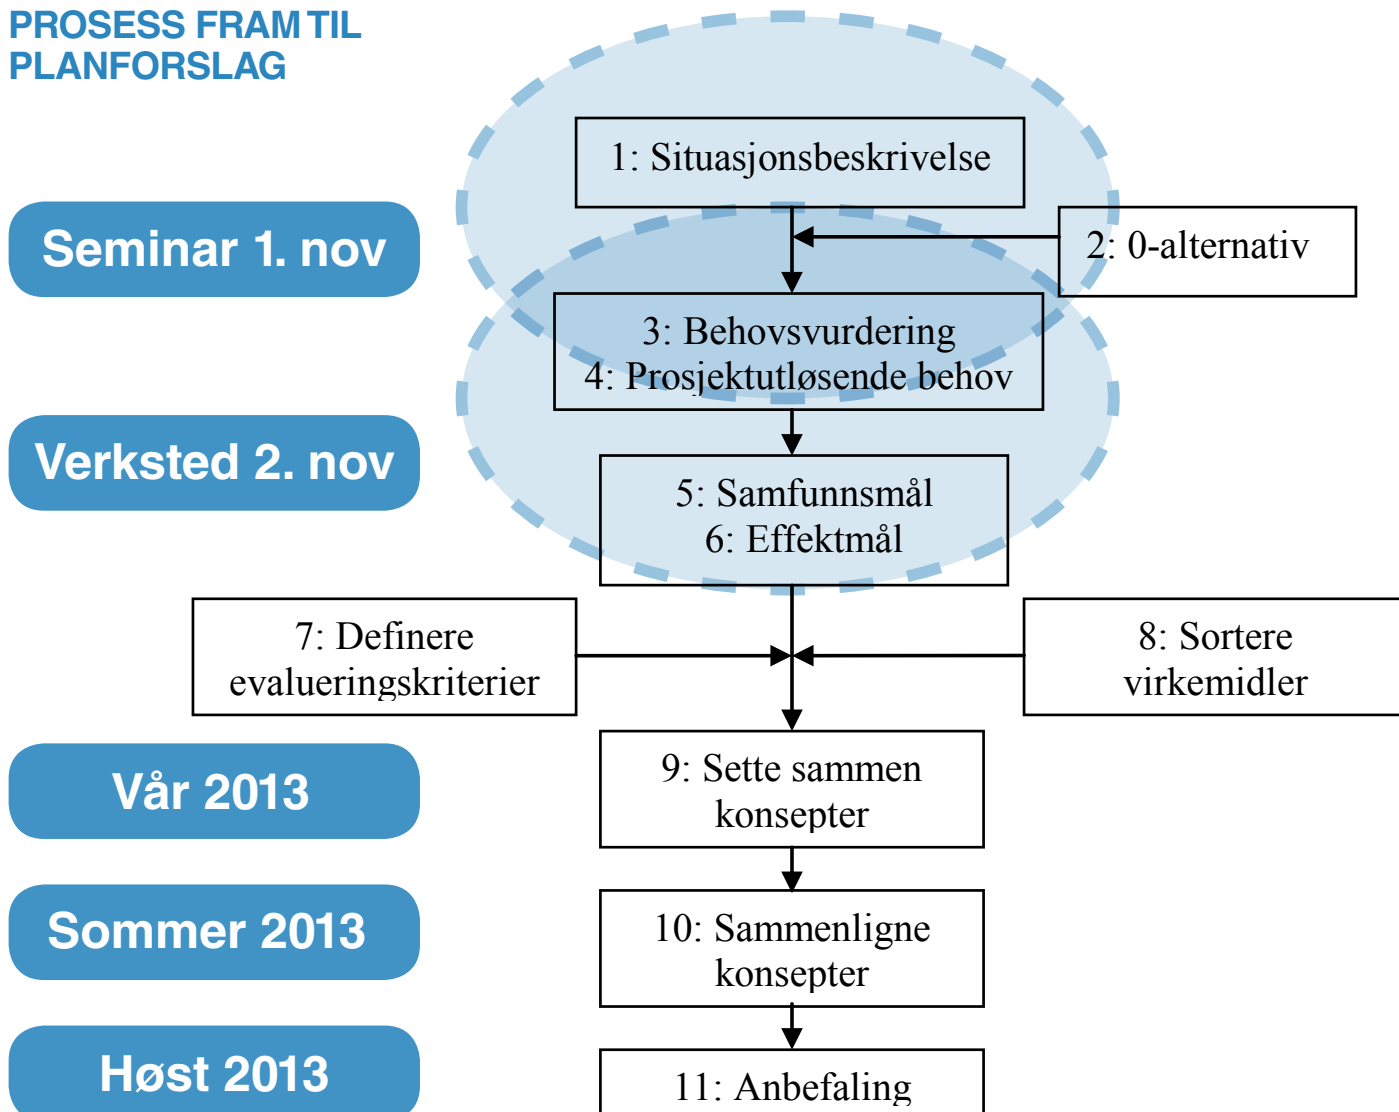 PROSESS FRAM TIL
PLANFORSLAG
1: Situasjonsbeskrivelse
Seminar 1. nov
2: 0-alternativ
3: Behovsvurdering
4: Prosjektutløsende behov
Verksted 2. nov
5: Samfunnsmål
6: Effektmål
7: Definere
evalueringskriterier
8: Sortere
virkemidler
Vår 2013
9: Sette sammen
konsepter
Sommer 2013
10: Sammenligne
konsepter
Høst 2013
11: Anbefaling